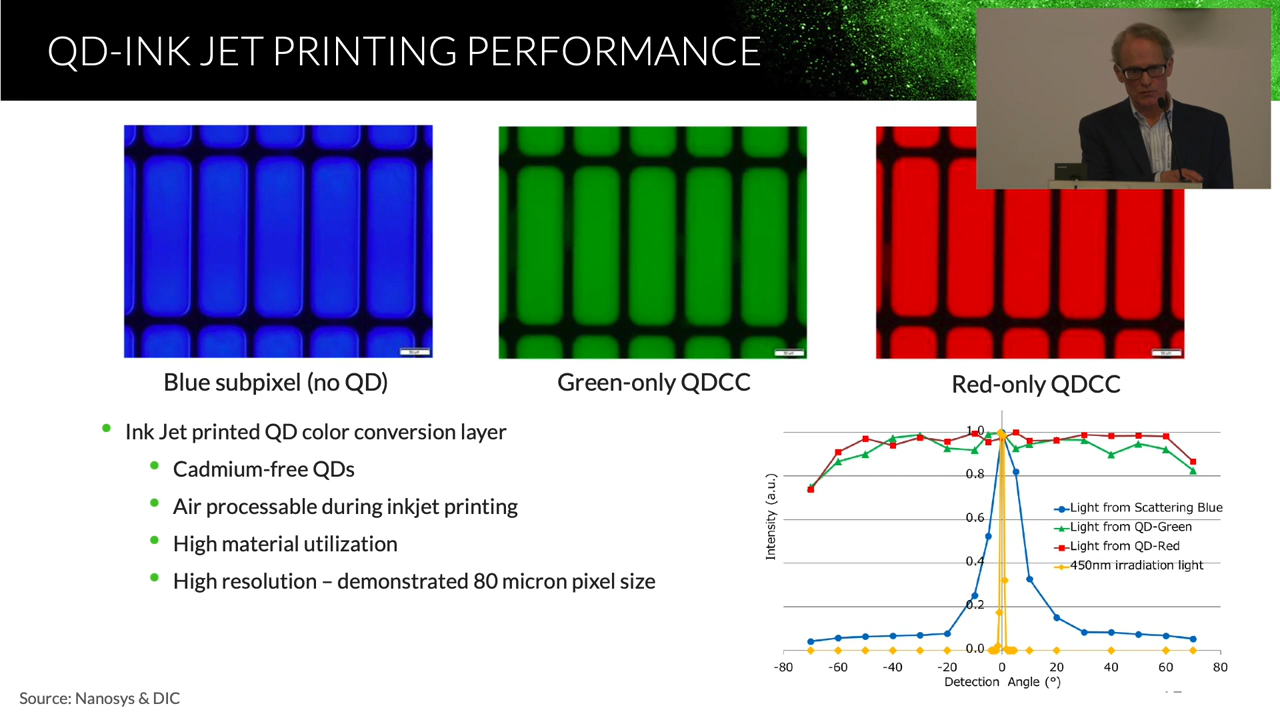 QD-INK JET PRINTING PERFORMANCE
Blue subpixel (no QD)
Green-only QDCC
Red-only QDCC
• Ink Jet printed QD color conversion layer
• Cadmium-free QDs
• Air processable during inkjet printing
• High material utilization
• High resolution – demonstrated 80 micron pixel size
1.0
0.8
0.6
0.4
0.2
0.0
Intensity (a.u.)
Light from Scattering Blue
Light from QD-Green
Light from QD-Red
450nm irradiation light
-80 -60 -40 -20 0 20 40 60 80
Detection Angle (°)
Source: Nanosys & DIC